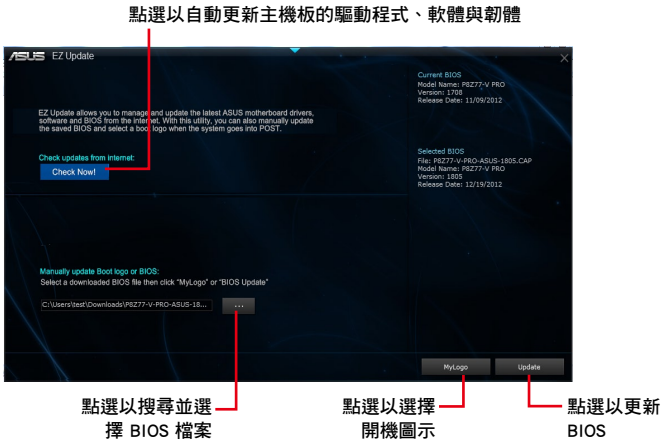 點選以自動更新主機板的驅動程式、軟體與韌體
ASUS EZ Update
Current BIOS
Model Name: P8Z77-V PRO
Version: 1708
Release Date: 11/09/2012
EZ Update allows you to manage and update the latest ASUS motherboard drivers,
software and BIOS from the internet. With this utility, you can also manually update
the saved BIOS and select a boot logo when the system goes into POST.
Selected BIOS
File: P8Z77-V-PRO-ASUS-1805.CAP
Model Name: P8Z77-V PRO
Version: 1805
Release Date: 12/19/2012
Check updates from internet:
Check Now!
Manually update Boot logo or BIOS:
Select a downloaded BIOS file then click "MyLogo" or "BIOS Update"
C:\Users\test\Downloads\P8Z77-V-PRO-ASUS-18...
...
MyLogo
Update
點選以搜尋並選
擇 BIOS 檔案
點選以選擇
開機圖示
點選以更新
BIOS